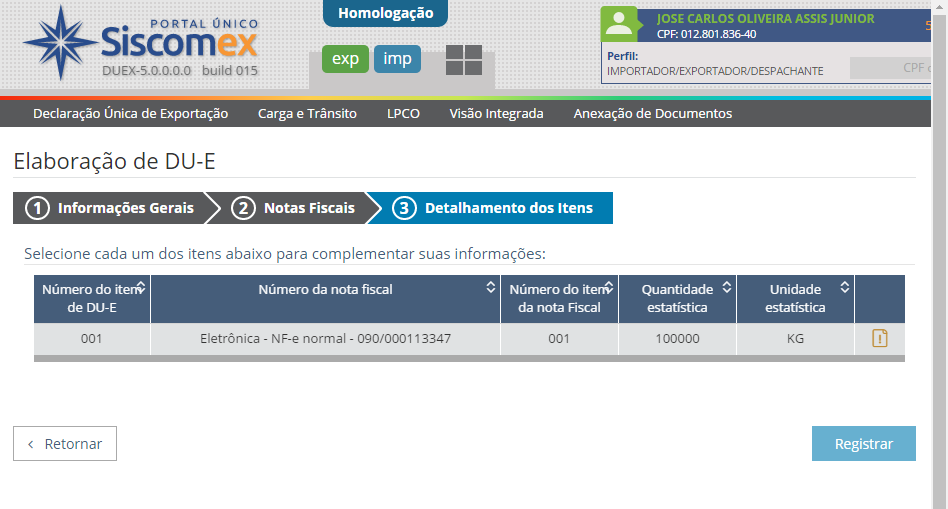 Homologação
PORTAL ÚNICO
Siscomex
DUEX-5.0.0.0.0 build 015
exp imp
JOSE CARLOS OLIVEIRA ASSIS JUNIOR
5
CPF: 012.801.836-40
Perfil:
IMPORTADOR/EXPORTADOR/DESPACHANTE
CPF
Declaração Única de Exportação Carga e Trânsito LPCO Visão Integrada Anexação de Documentos
Elaboração de DU-E
1 Informações Gerais 2 Notas Fiscais 3 Detalhamento dos Itens
Selecione cada um dos itens abaixo para complementar suas informações:
Número do item de DU-E Número da nota fiscal Número do item da nota Fiscal Quantidade estatística Unidade estatística
001 Eletrônica - NF-e normal - 090/000113347 001 100000 KG
< Retornar Registrar